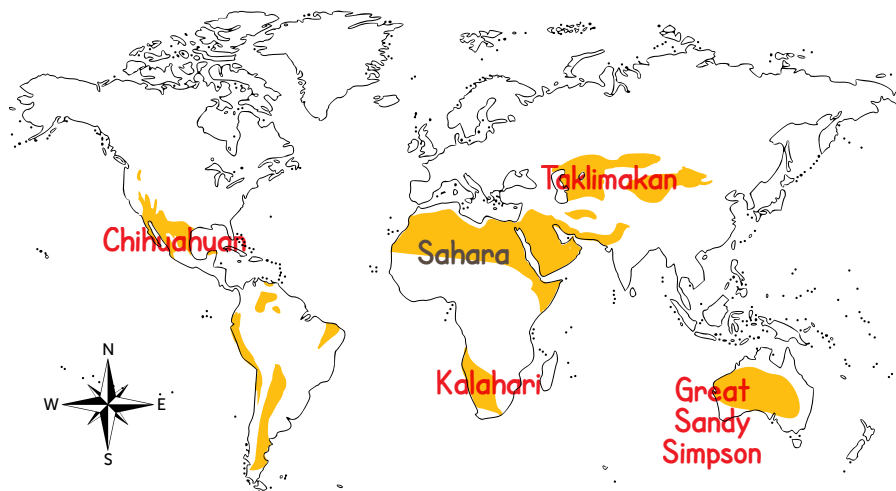 Taklimakan
Chihuahuan
Sahara
Kalahari
Great
Sandy
Simpson
N
W
E
S